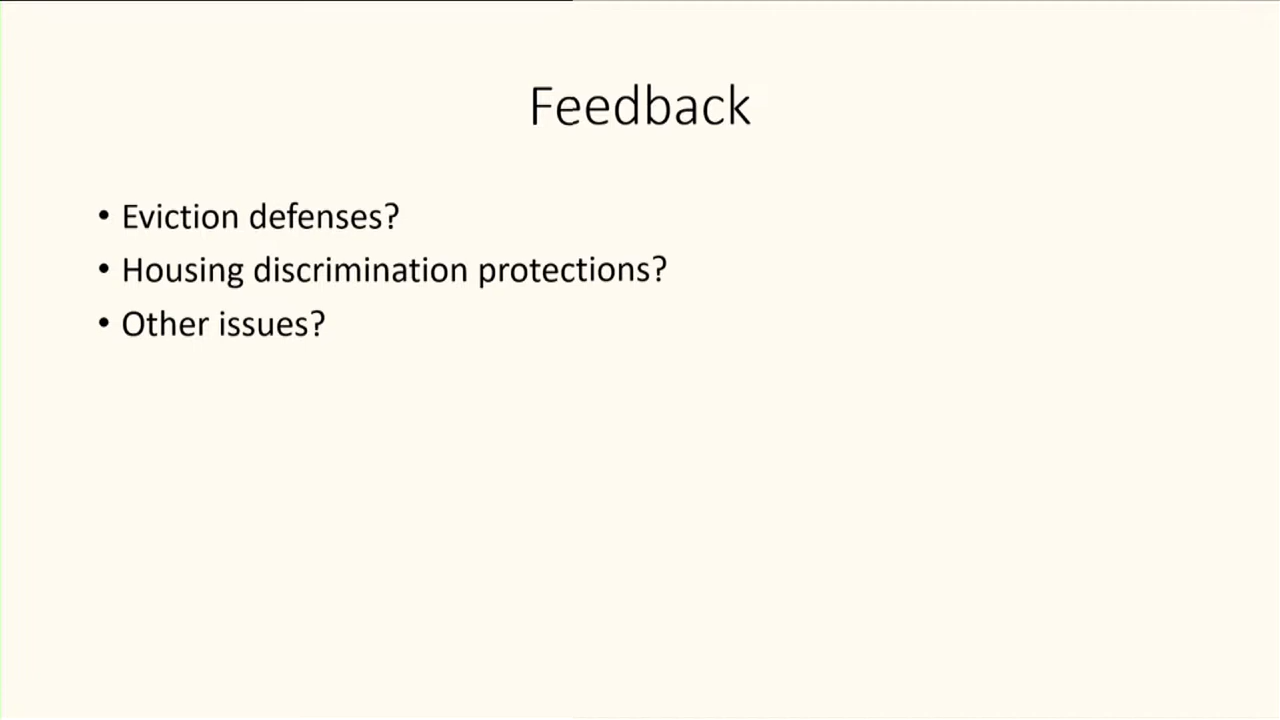 Feedback
• Eviction defenses?
• Housing discrimination protections?
• Other issues?